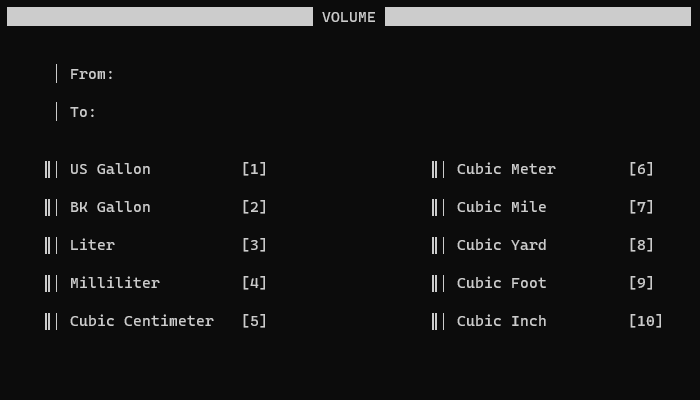 VOLUME
From:
To:
US Gallon [1] Cubic Meter [6]
BK Gallon [2] Cubic Mile [7]
Liter [3] Cubic Yard [8]
Milliliter [4] Cubic Foot [9]
Cubic Centimeter [5] Cubic Inch [10]